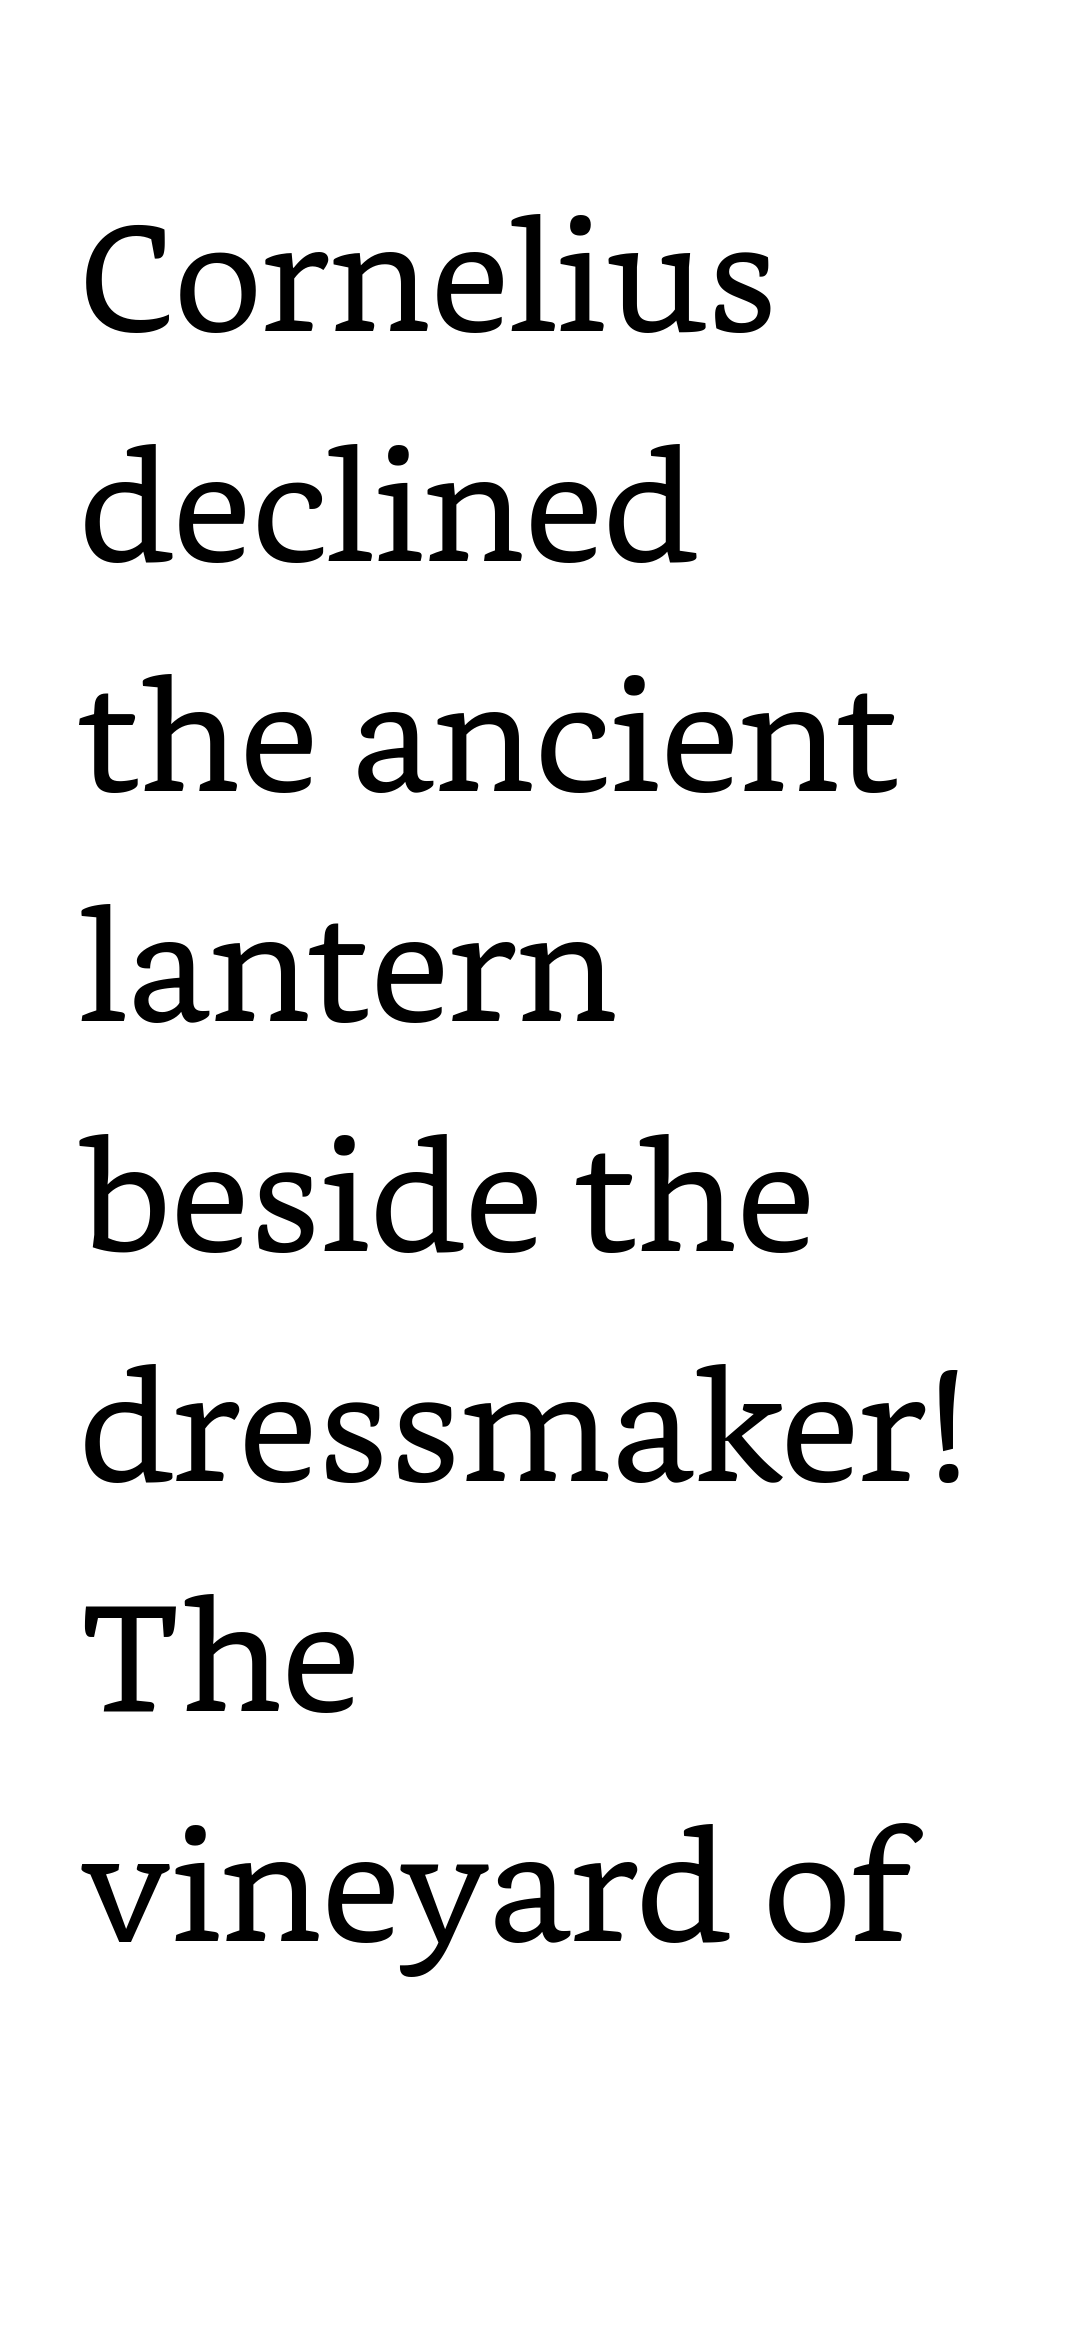 Cornelius
declined
the ancient
lantern
beside the
dressmaker!
The
vineyard of